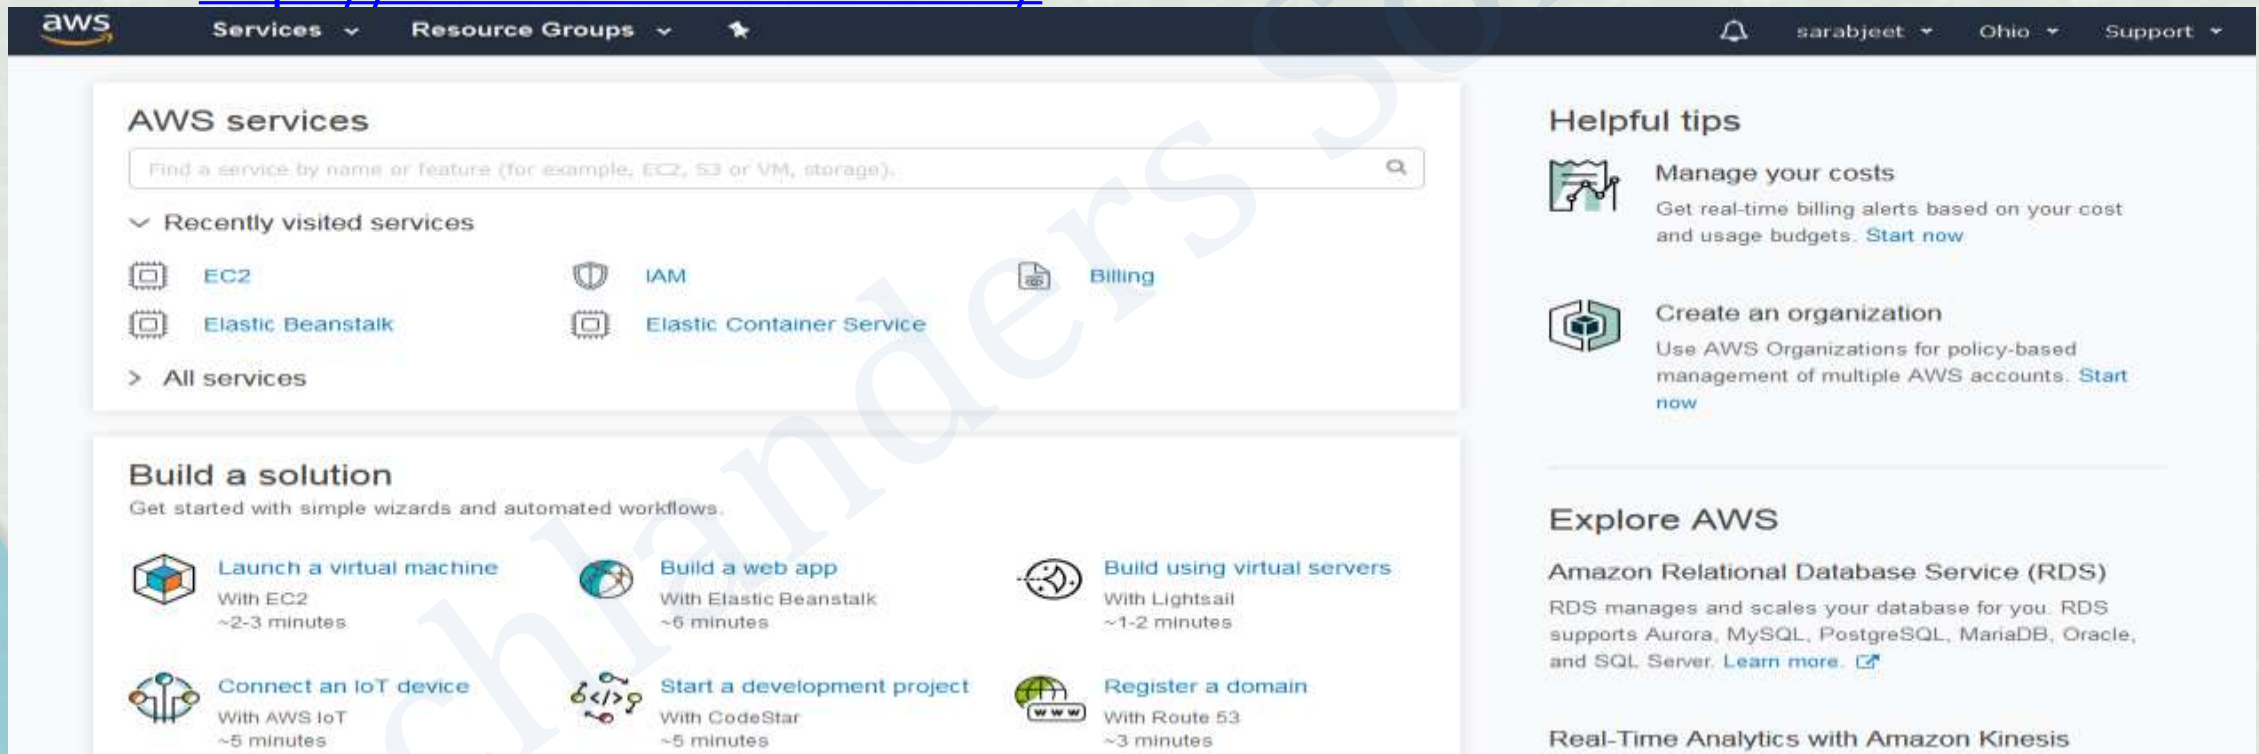 aws
Services
Resource Groups
sarabjeet
Ohio
Support
AWS services
Find a service by name or feature (for example, EC2, S3 or VM, storage).
Recently visited services
EC2
IAM
Billing
Elastic Beanstalk
Elastic Container Service
All services
Build a solution
Get started with simple wizards and automated workflows.
Launch a virtual machine
With EC2
~2-3 minutes
Build a web app
With Elastic Beanstalk
~6 minutes
Build using virtual servers
With Lightsail
~1-2 minutes
Connect an IoT device
With AWS IoT
~5 minutes
Start a development project
With CodeStar
~5 minutes
www
Register a domain
With Route 53
~3 minutes
Helpful tips
Manage your costs
Get real-time billing alerts based on your cost
and usage budgets. Start now
Create an organization
Use AWS Organizations for policy-based
management of multiple AWS accounts. Start
now
Explore AWS
Amazon Relational Database Service (RDS)
RDS manages and scales your database for you. RDS
supports Aurora, MySQL, PostgreSQL, MariaDB, Oracle,
and SQL Server. Learn more.
Real-Time Analytics with Amazon Kinesis